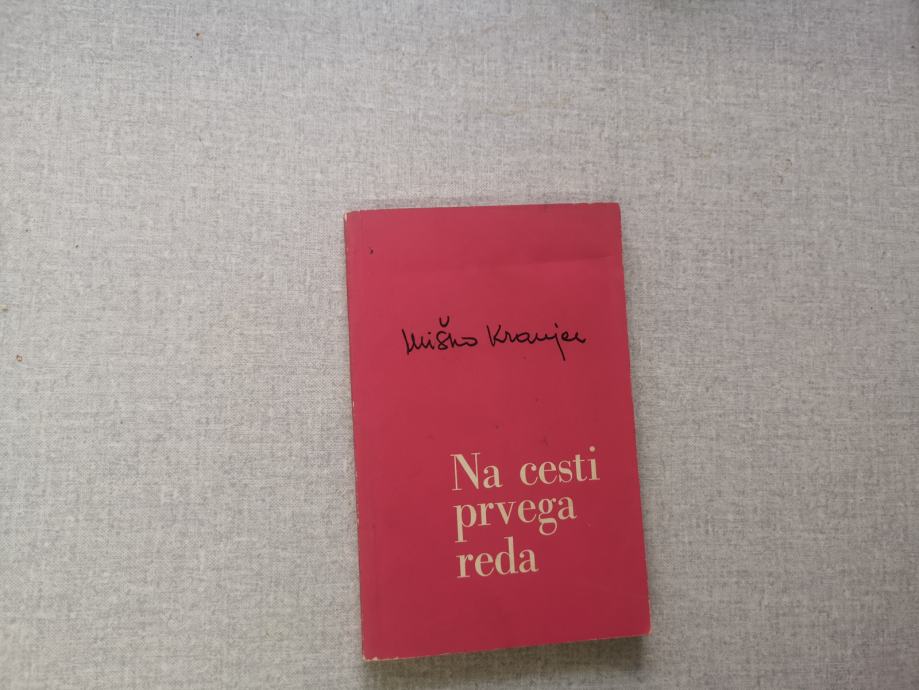 Miško Kranjec
Na cesti
prvega
reda